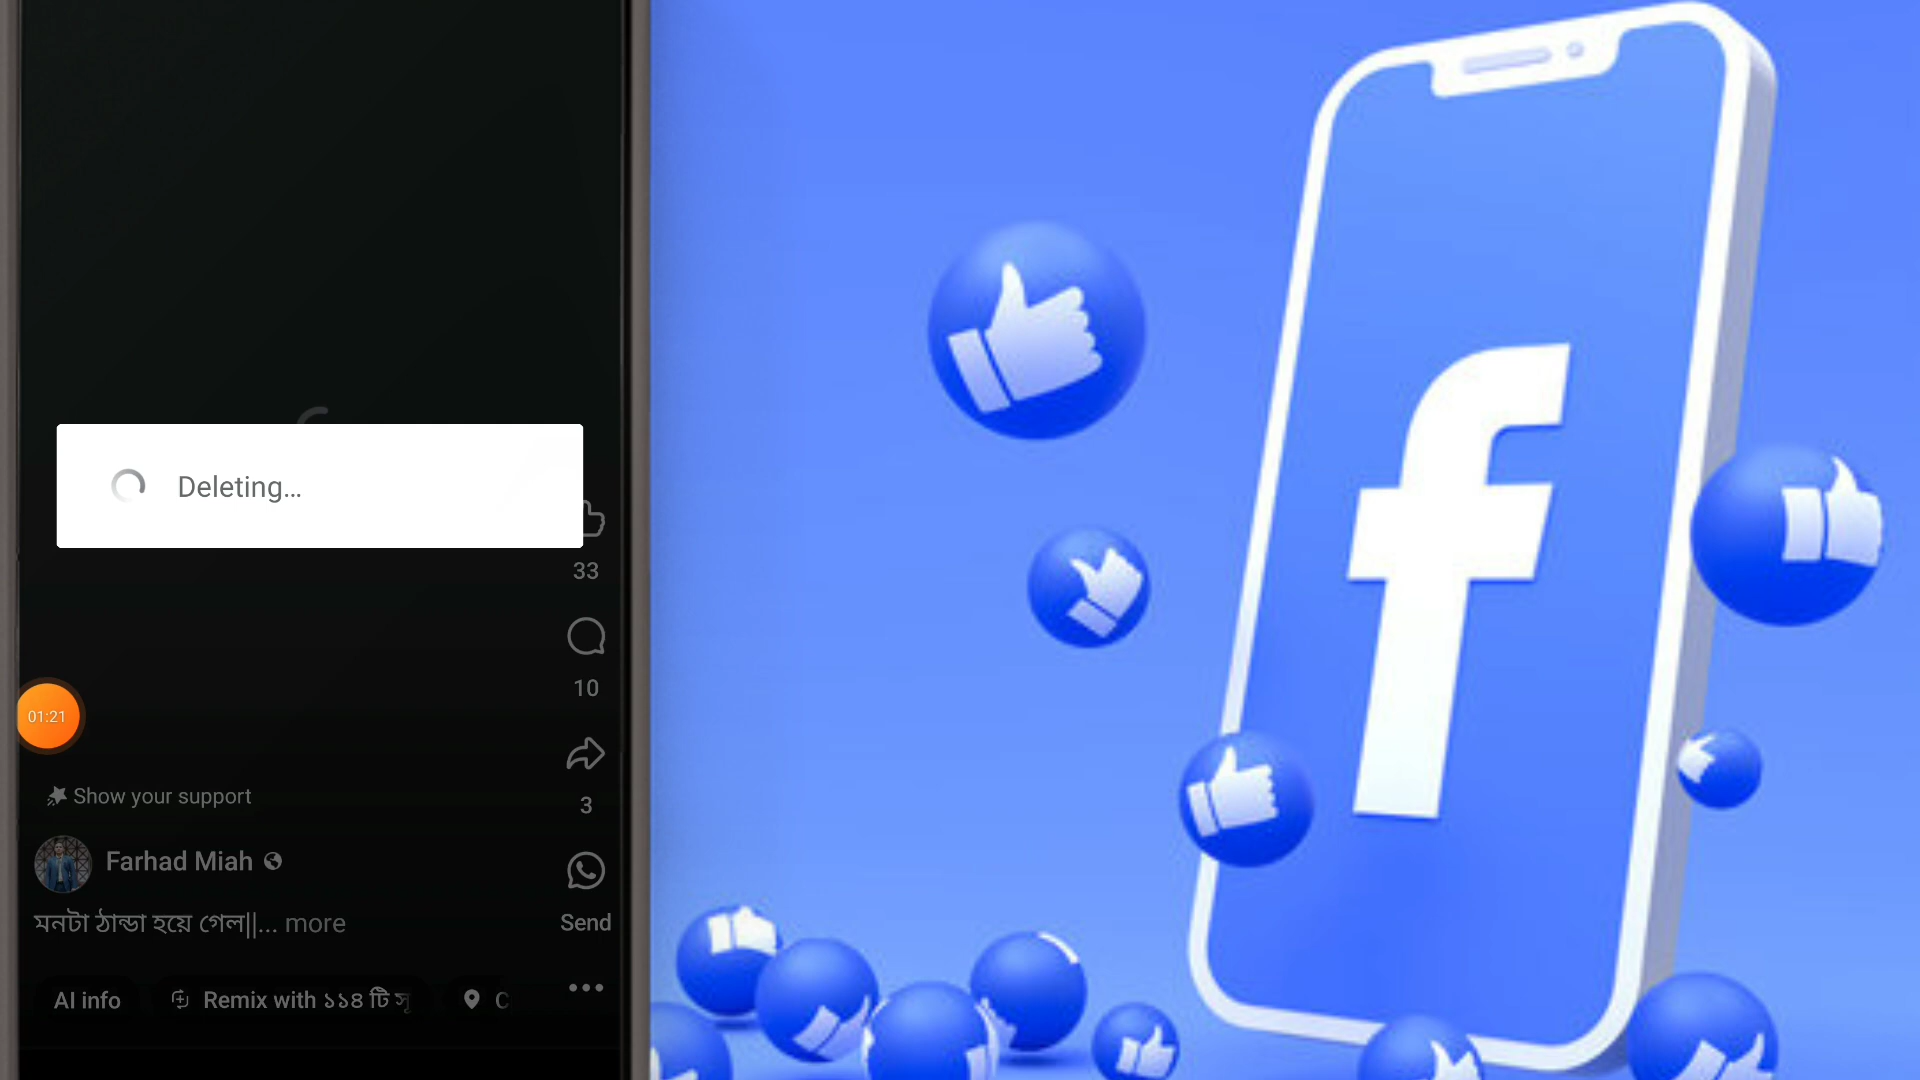 Deleting...
33
10
01:21
Show your support
3
Farhad Miah
মনটা ঠান্ডা হয়ে গেল||... more
Send
AI info
Remix with ১১৪ টি সূ
C